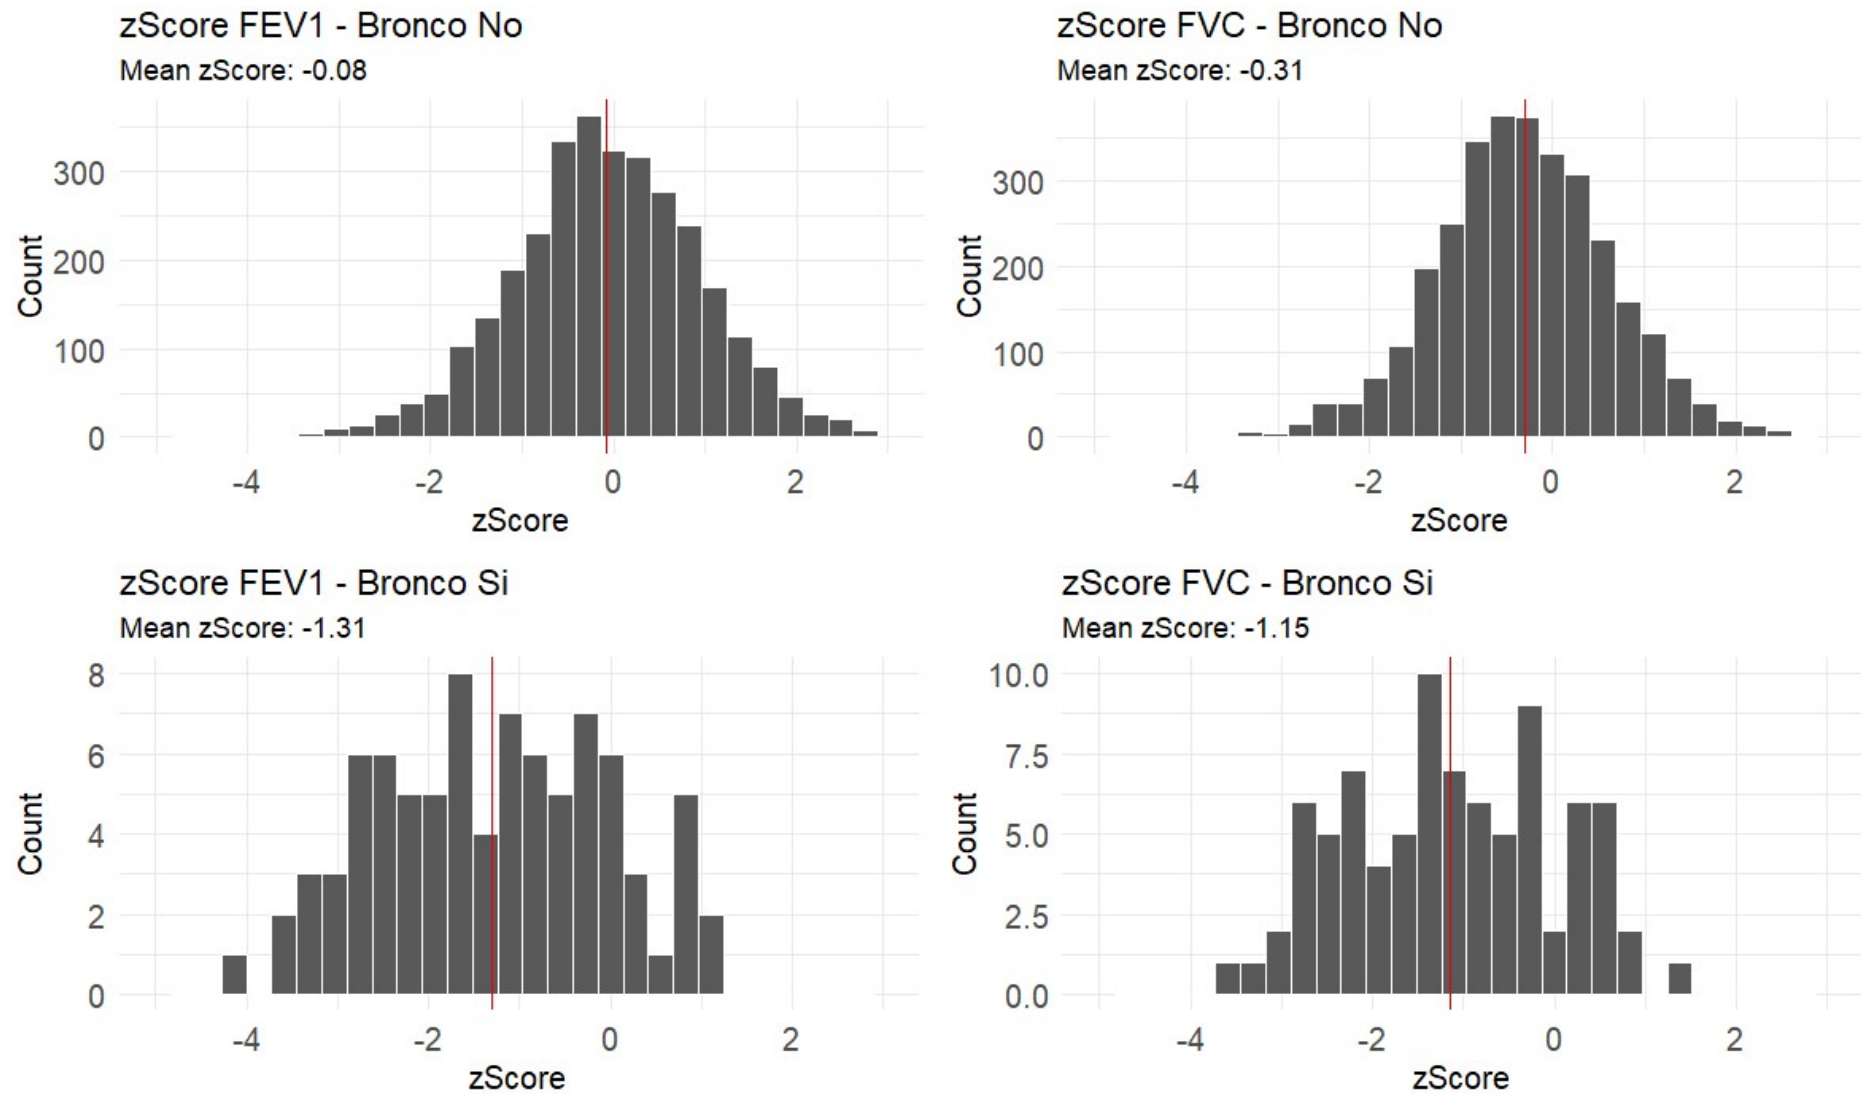 zScore FEV1 - Bronco No
Mean zScore: -0.08
Count
300
200
100
0
-4 -2 0 2
zScore
zScore FVC - Bronco No
Mean zScore: -0.31
Count
300
200
100
0
-4 -2 0 2
zScore
zScore FEV1 - Bronco Si
Mean zScore: -1.31
Count
8
6
4
2
0
-4 -2 0 2
zScore
zScore FVC - Bronco Si
Mean zScore: -1.15
Count
10.0
7.5
5.0
2.5
0.0
-4 -2 0 2
zScore